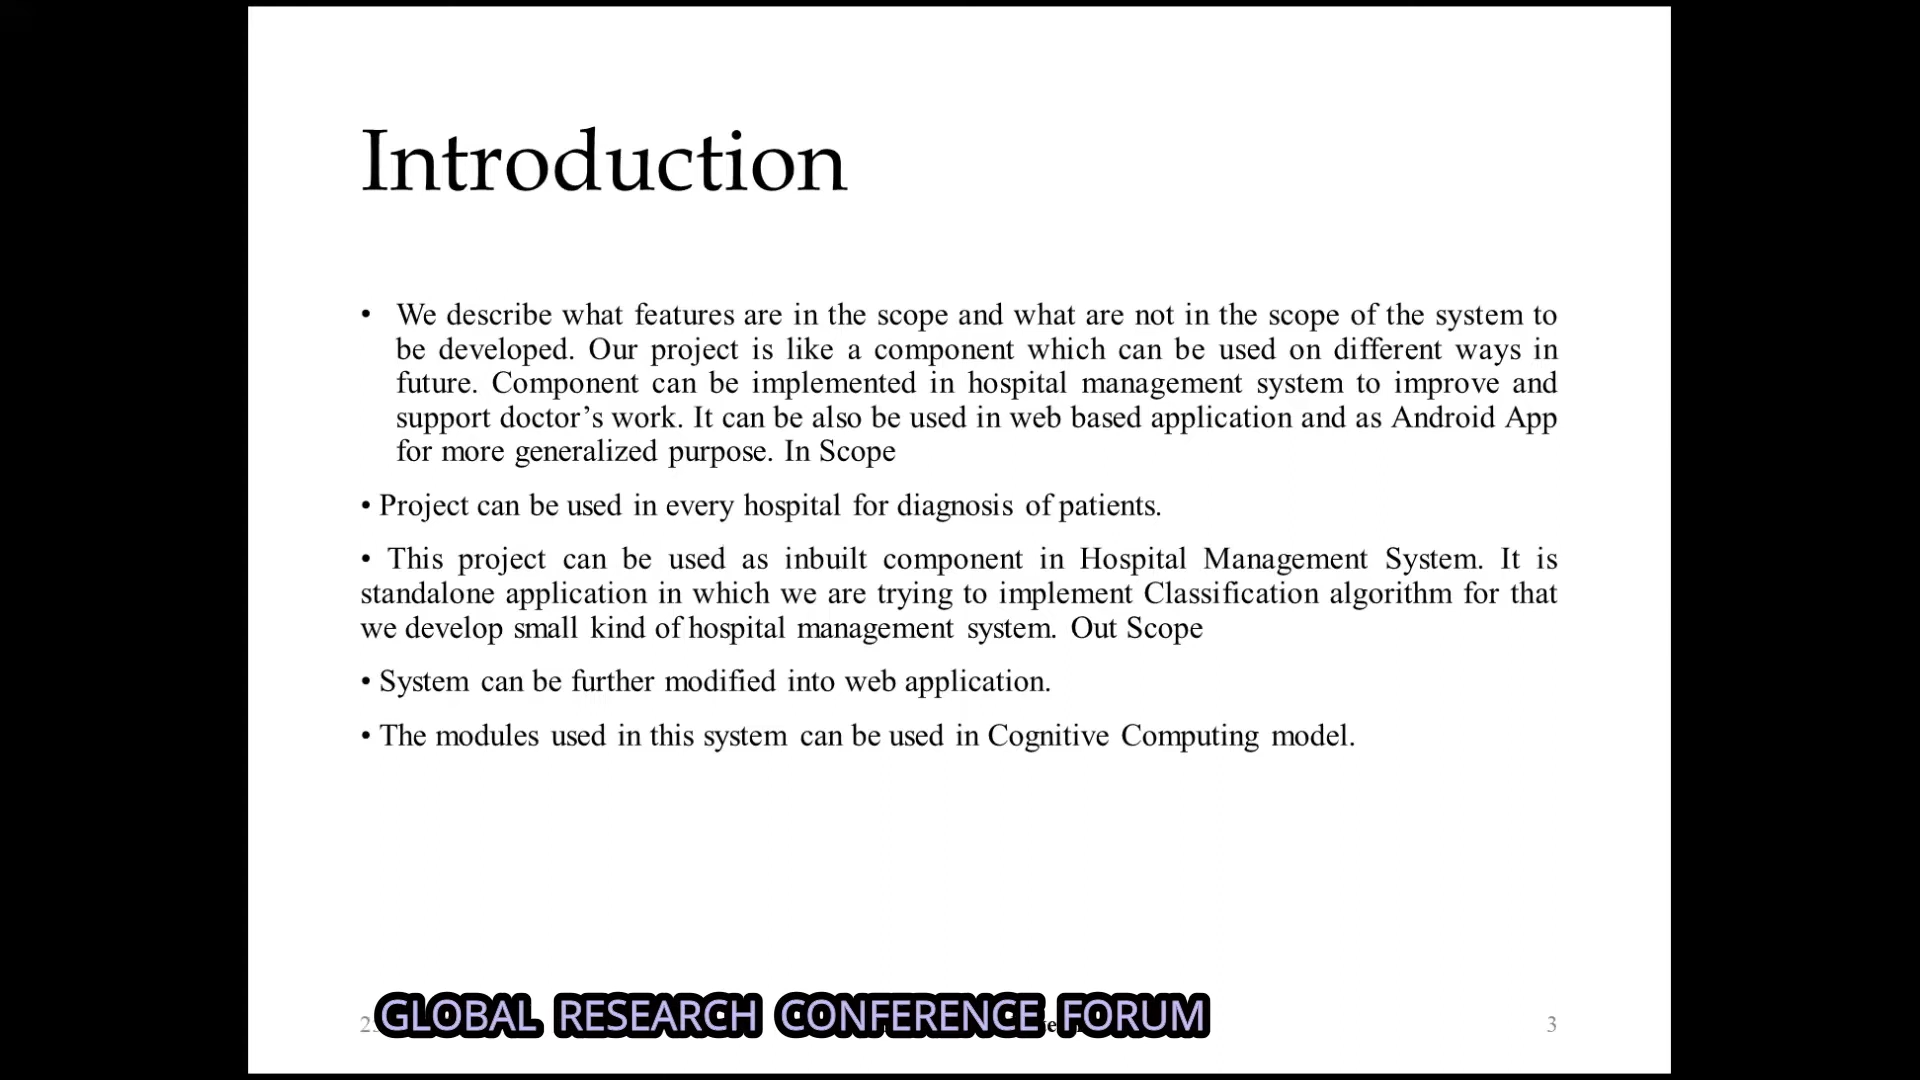 Introduction
• We describe what features are in the scope and what are not in the scope of the system to
be developed. Our project is like a component which can be used on different ways in
future. Component can be implemented in hospital management system to improve and
support doctor’s work. It can be also be used in web based application and as Android App
for more generalized purpose. In Scope
• Project can be used in every hospital for diagnosis of patients.
• This project can be used as inbuilt component in Hospital Management System. It is
standalone application in which we are trying to implement Classification algorithm for that
we develop small kind of hospital management system. Out Scope
• System can be further modified into web application.
• The modules used in this system can be used in Cognitive Computing model.
GLOBAL RESEARCH CONFERENCE FORUM
3